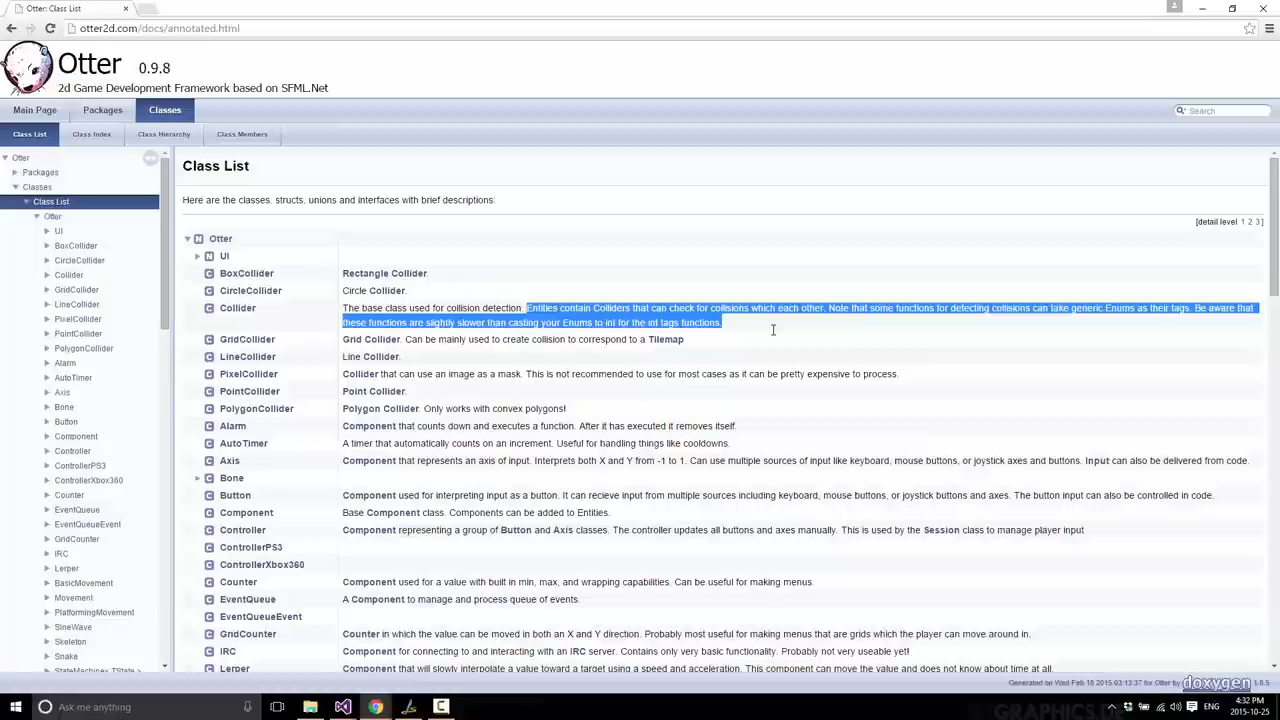 Otter: Class List
otter2d.com/docs/annotated.html
Otter 0.9.8
2d Game Development Framework based on SFML.Net
Main Page Packages Classes
Search
Class List Class Index Class Hierarchy Class Members
Otter
Packages
Classes
Class List
Otter
UI
BoxCollider
CircleCollider
Collider
GridCollider
LineCollider
PixelCollider
PointCollider
PolygonCollider
Alarm
AutoTimer
Axis
Bone
Button
Component
Controller
ControllerPS3
ControllerXbox360
Counter
EventQueue
EventQueueEvent
GridCounter
IRC
Lerper
BasicMovement
Movement
PlatformingMovement
SineWave
Skeleton
Snake
StateMachine< TState >
Class List
Here are the classes, structs, unions and interfaces with brief descriptions:
[detail level 1 2 3]
Otter
UI
BoxCollider Rectangle Collider.
CircleCollider Circle Collider.
Collider The base class used for collision detection. Entities contain Colliders that can check for collisions which each other. Note that some functions for detecting collisions can take generic Enums as their tags. Be aware that
these functions are slightly slower than casting your Enums to int for the int tags functions.
GridCollider Grid Collider. Can be mainly used to create collision to correspond to a Tilemap
LineCollider Line Collider.
PixelCollider Collider that can use an image as a mask. This is not recommended to use for most cases as it can be pretty expensive to process.
PointCollider Point Collider.
PolygonCollider Polygon Collider. Only works with convex polygons!
Alarm Component that counts down and executes a function. After it has executed it removes itself.
AutoTimer A timer that automatically counts on an increment. Useful for handling things like cooldowns.
Axis Component that represents an axis of input. Interprets both X and Y from -1 to 1. Can use multiple sources of input like keyboard, mouse buttons, or joystick axes and buttons. Input can also be delivered from code.
Bone
Button Component used for interpreting input as a button. It can recieve input from multiple sources including keyboard, mouse buttons, or joystick buttons and axes. The button input can also be controlled in code.
Component Base Component class. Components can be added to Entities.
Controller Component representing a group of Button and Axis classes. The controller updates all buttons and axes manually. This is used by the Session class to manage player input
ControllerPS3
ControllerXbox360
Counter Component used for a value with built in min, max, and wrapping capabilities. Can be useful for making menus.
EventQueue A Component to manage and process queue of events.
EventQueueEvent
GridCounter Counter in which the value can be moved in both an X and Y direction. Probably most useful for making menus that are grids which the player can move around in.
IRC Component for connecting to and interacting with an IRC server. Contains only very basic functionality. Probably not very useable yet!
Lerper Component that will slowly interpolate a value toward a target using a speed and acceleration. This component can move the value and does not know about time at all.
Generated on Wed Feb 18 2015 03:13:37 for Otter by doxygen 1.8.5
Ask me anything
ENG
4:32 PM
2015-10-25